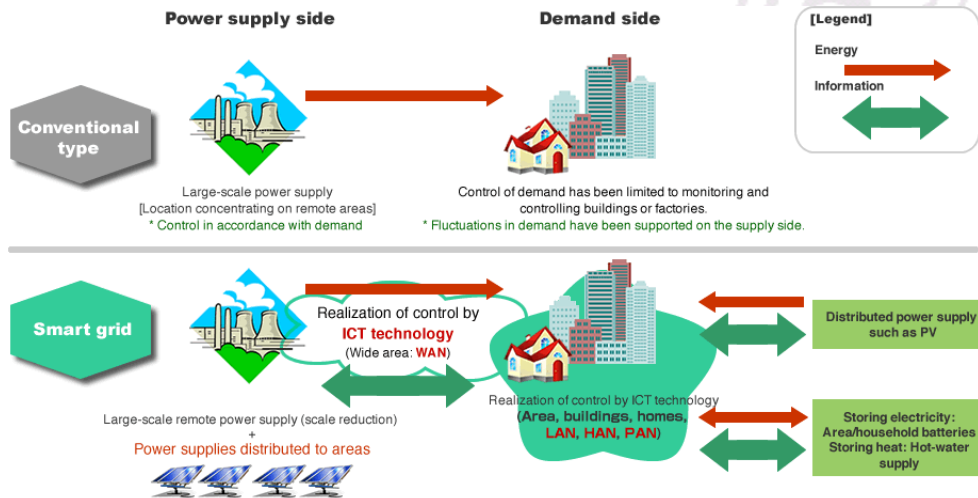 Power supply side
Demand side
[Legend]
Energy
Information
Conventional
type
Large-scale power supply
[Location concentrating on remote areas]
* Control in accordance with demand
Control of demand has been limited to monitoring and
controlling buildings or factories.
* Fluctuations in demand have been supported on the supply side.
Smart grid
Realization of control by
ICT technology
(Wide area: WAN)
Large-scale remote power supply (scale reduction)
+
Power supplies distributed to areas
Realization of control by ICT technology
(Area, buildings, homes,
LAN, HAN, PAN)
Distributed power supply
such as PV
Storing electricity:
Area/household batteries
Storing heat: Hot-water
supply